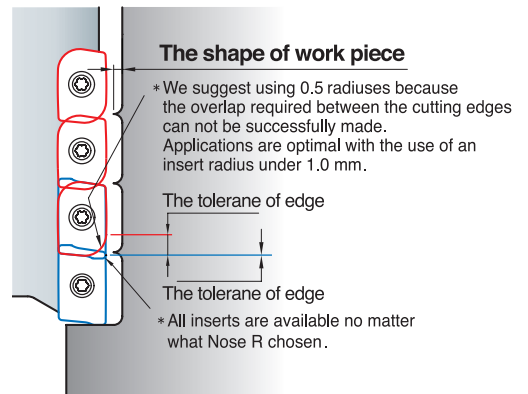 The shape of work piece
* We suggest using 0.5 radiuses because
the overlap required between the cutting edges
can not be successfully made.
Applications are optimal with the use of an
insert radius under 1.0 mm.
The tolerane of edge
The tolerane of edge
* All inserts are available no matter
what Nose R chosen.